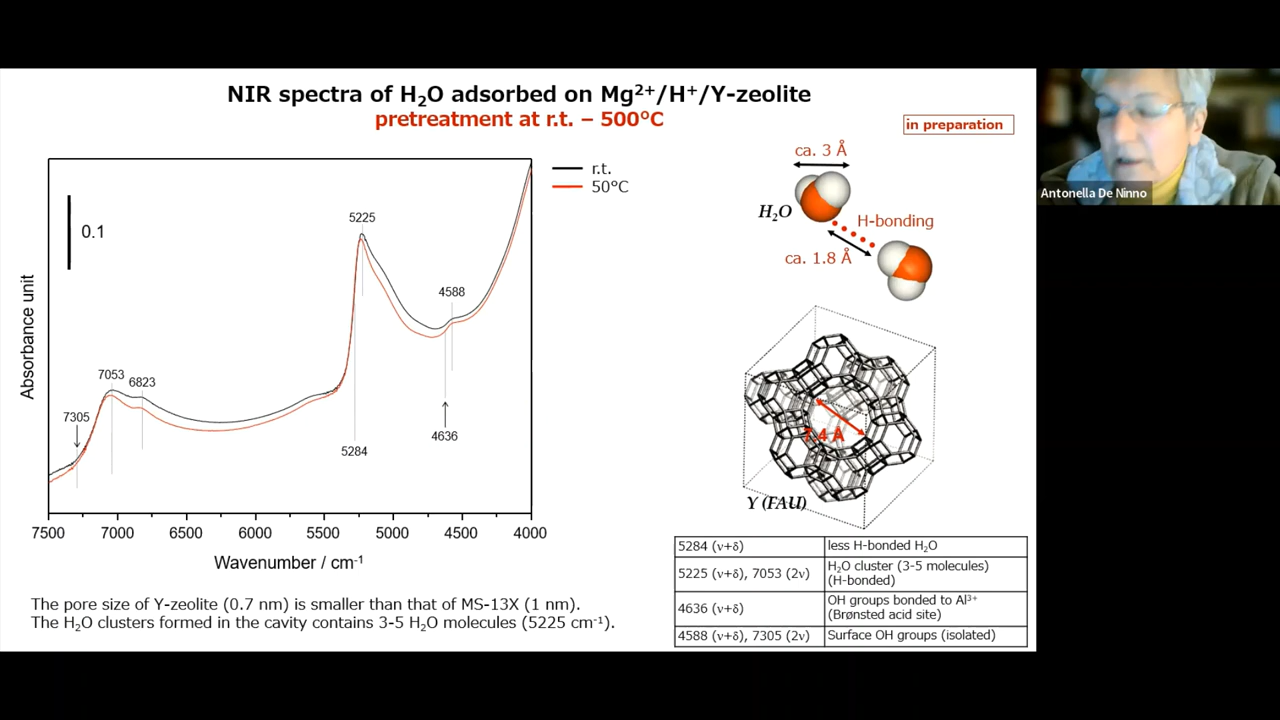 NIR spectra of H₂O adsorbed on Mg²⁺/H⁺/Y-zeolite
pretreatment at r.t. – 500°C
in preparation
Antonella De Ninno
r.t.
50°C
0.1
5225
4588
7053
6823
7305
4636
5284
Absorbance unit
7500 7000 6500 6000 5500 5000 4500 4000
Wavenumber / cm⁻¹
ca. 3 Å
H₂O
H-bonding
ca. 1.8 Å
7.4 Å
Y (FAU)
5284 (ν+δ) less H-bonded H₂O
5225 (ν+δ), 7053 (2ν) H₂O cluster (3-5 molecules)
(H-bonded)
4636 (ν+δ) OH groups bonded to Al³⁺
(Brønsted acid site)
4588 (ν+δ), 7305 (2ν) Surface OH groups (isolated)
The pore size of Y-zeolite (0.7 nm) is smaller than that of MS-13X (1 nm).
The H₂O clusters formed in the cavity contains 3-5 H₂O molecules (5225 cm⁻¹).